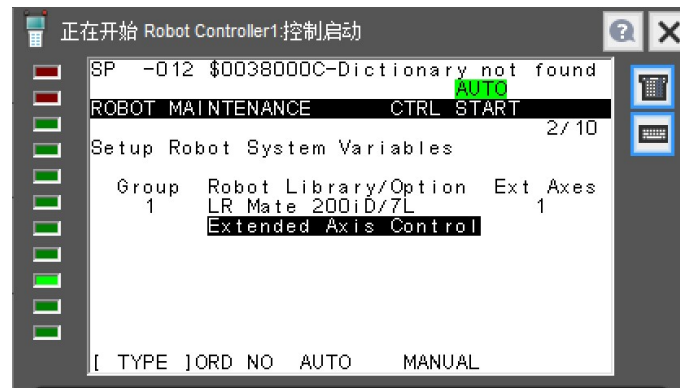 正在开始 Robot Controller1:控制启动
SP -012 $0038000C-Dictionary not found
AUTO
ROBOT MAINTENANCE CTRL START
2/10
Setup Robot System Variables
Group Robot Library/Option Ext Axes
1 LR Mate 200iD/7L 1
Extended Axis Control
[ TYPE ]ORD NO AUTO MANUAL